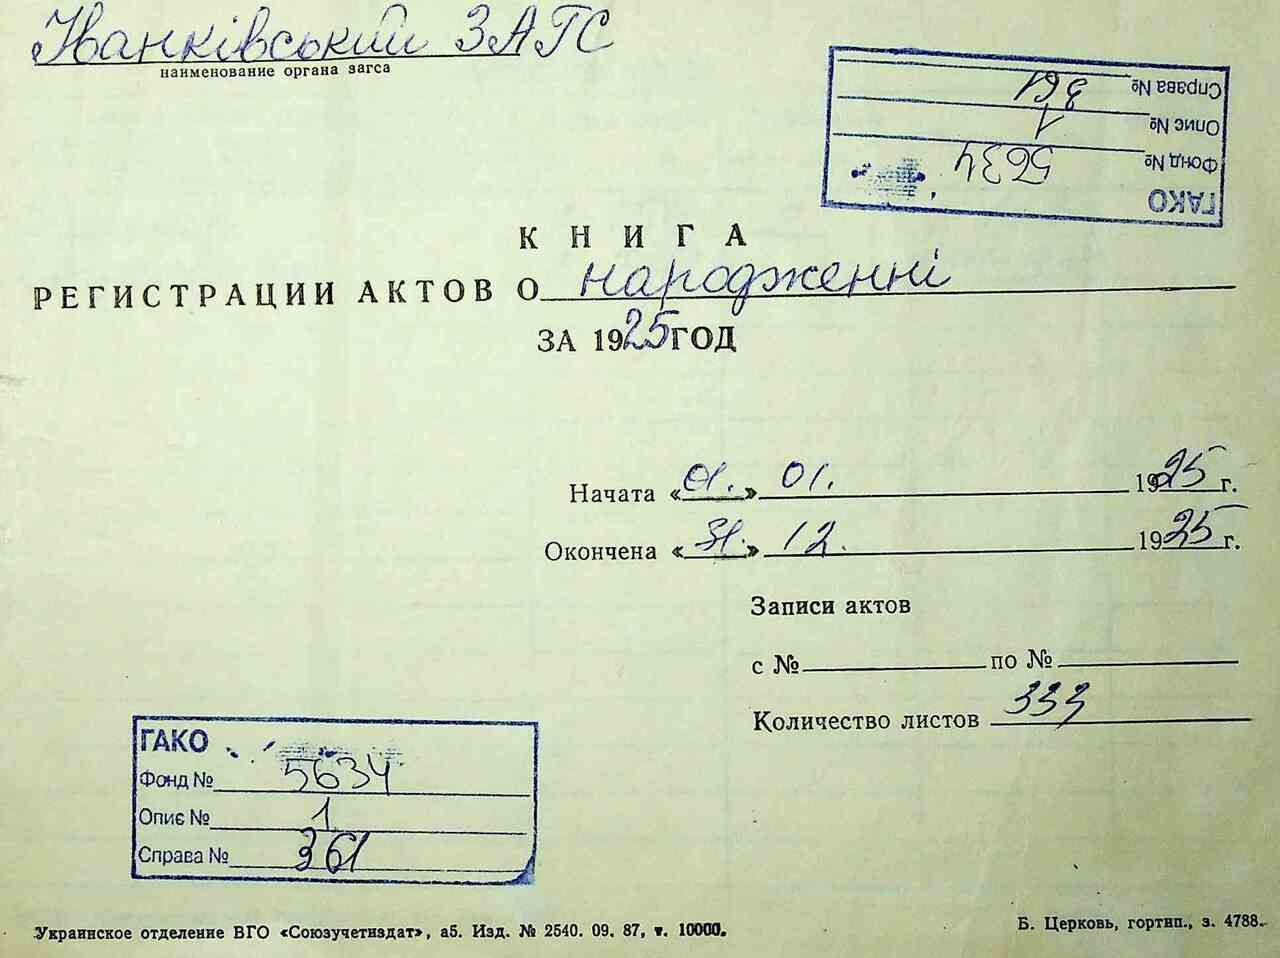 Іванківський ЗАГС
наименование органа загса
Справа № 361
Опис № 1
Фонд № 5634
ГАКО
КНИГА
РЕГИСТРАЦИИ АКТОВ О народженні
ЗА 1925 ГОД
Начата «01.» 01. 1925 г.
Окончена «31.» 12. 1925 г.
Записи актов
с № по №
Количество листов 333
ГАКО
Фонд № 5634
Опис № 1
Справа № 361
Украинское отделение ВГО «Союзучетиздат», а5. Изд. № 2540. 09. 87, т. 10000.
Б. Церковь, гортип., з. 4788.